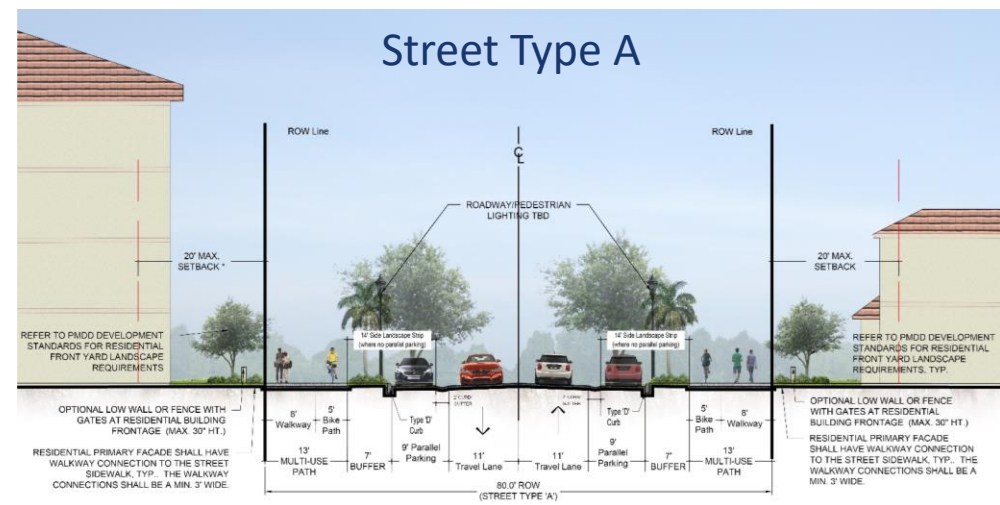 Street Type A
ROW Line
ROW Line
℄
ROADWAY/PEDESTRIAN
LIGHTING TBD
20' MAX.
SETBACK *
20' MAX.
SETBACK
14' Side Landscape Strip
(where no parallel parking)
14' Side Landscape Strip
(where no parallel parking)
REFER TO PMDD DEVELOPMENT
STANDARDS FOR RESIDENTIAL
FRONT YARD LANDSCAPE
REQUIREMENTS
REFER TO PMDD DEVELOPMENT
STANDARDS FOR RESIDENTIAL
FRONT YARD LANDSCAPE
REQUIREMENTS, TYP.
OPTIONAL LOW WALL OR FENCE WITH
GATES AT RESIDENTIAL BUILDING
FRONTAGE (MAX. 30" HT.)
RESIDENTIAL PRIMARY FACADE SHALL HAVE
WALKWAY CONNECTION TO THE STREET
SIDEWALK, TYP.. THE WALKWAY
CONNECTIONS SHALL BE A MIN. 3' WIDE.
8'
Walkway
5'
Bike
Path
Type 'D'
Curb
Type 'D'
Curb
5'
Bike
Path
8'
Walkway
13'
MULTI-USE
PATH
7'
BUFFER
9' Parallel
Parking
11'
Travel Lane
11'
Travel Lane
9'
Parallel
Parking
7'
BUFFER
13'
MULTI-USE
PATH
80.0' ROW
(STREET TYPE 'A')
OPTIONAL LOW WALL OR FENCE
WITH GATES AT RESIDENTIAL
BUILDING FRONTAGE (MAX. 30" HT.)
RESIDENTIAL PRIMARY FACADE
SHALL HAVE WALKWAY CONNECTION
TO THE STREET SIDEWALK, TYP.. THE
WALKWAY CONNECTIONS SHALL BE A
MIN. 3' WIDE.